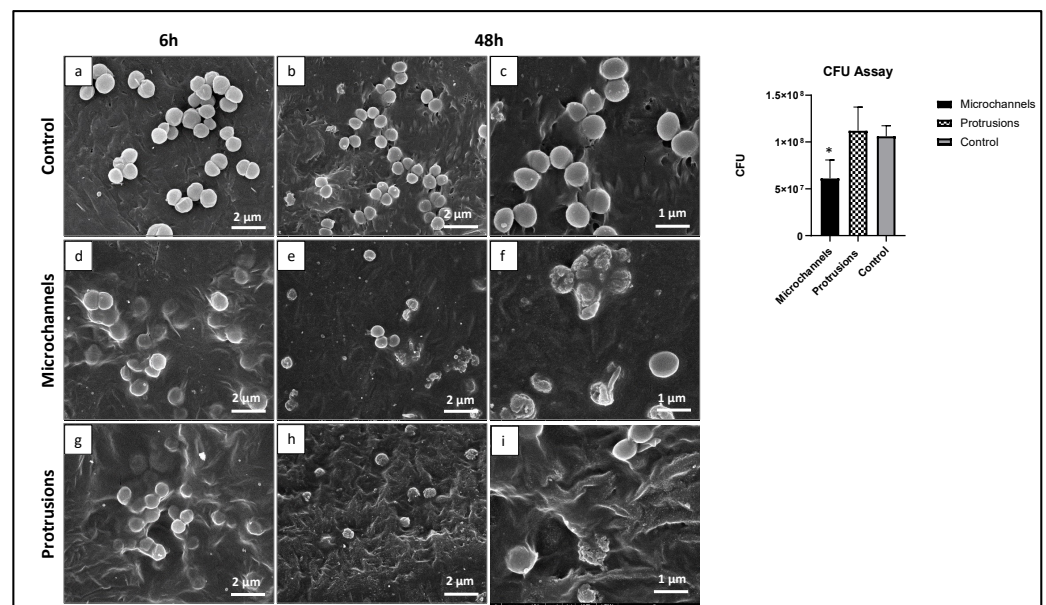 6h
48h
Control
a
2 µm
b
2 µm
c
1 µm
Microchannels
d
2 µm
e
2 µm
f
1 µm
Protrusions
g
2 µm
h
2 µm
i
1 µm
CFU Assay
CFU
1.5×10⁸
1×10⁸
5×10⁷
0
*
Microchannels
Protrusions
Control
Microchannels
Protrusions
Control